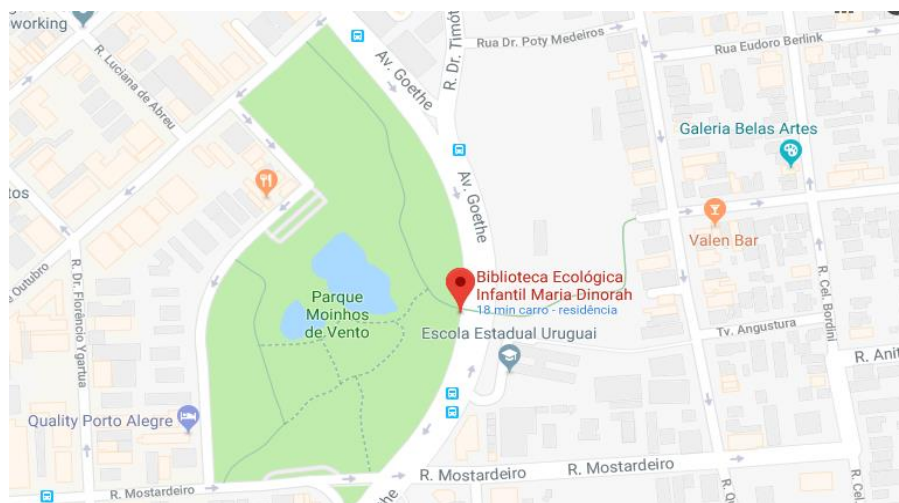 working
R. Luciana de Abreu
Av. Goethe
R. Dr. Timót
Rua Dr. Poty Medeiros
Rua Eudoro Berlink
Galeria Belas Artes
Av. Goethe
Valen Bar
tos
e Outubro
R. Dr. Florêncio Ygartua
Parque
Moinhos
de Vento
Biblioteca Ecológica
Infantil Maria Dinorah
18 min carro - residência
Escola Estadual Uruguai
Tv. Angustura
R. Cel. Bordini
R. Anit
Quality Porto Alegre
R. Mostardeiro
R. Mostardeiro
R. Mostardeiro
R. Cel.